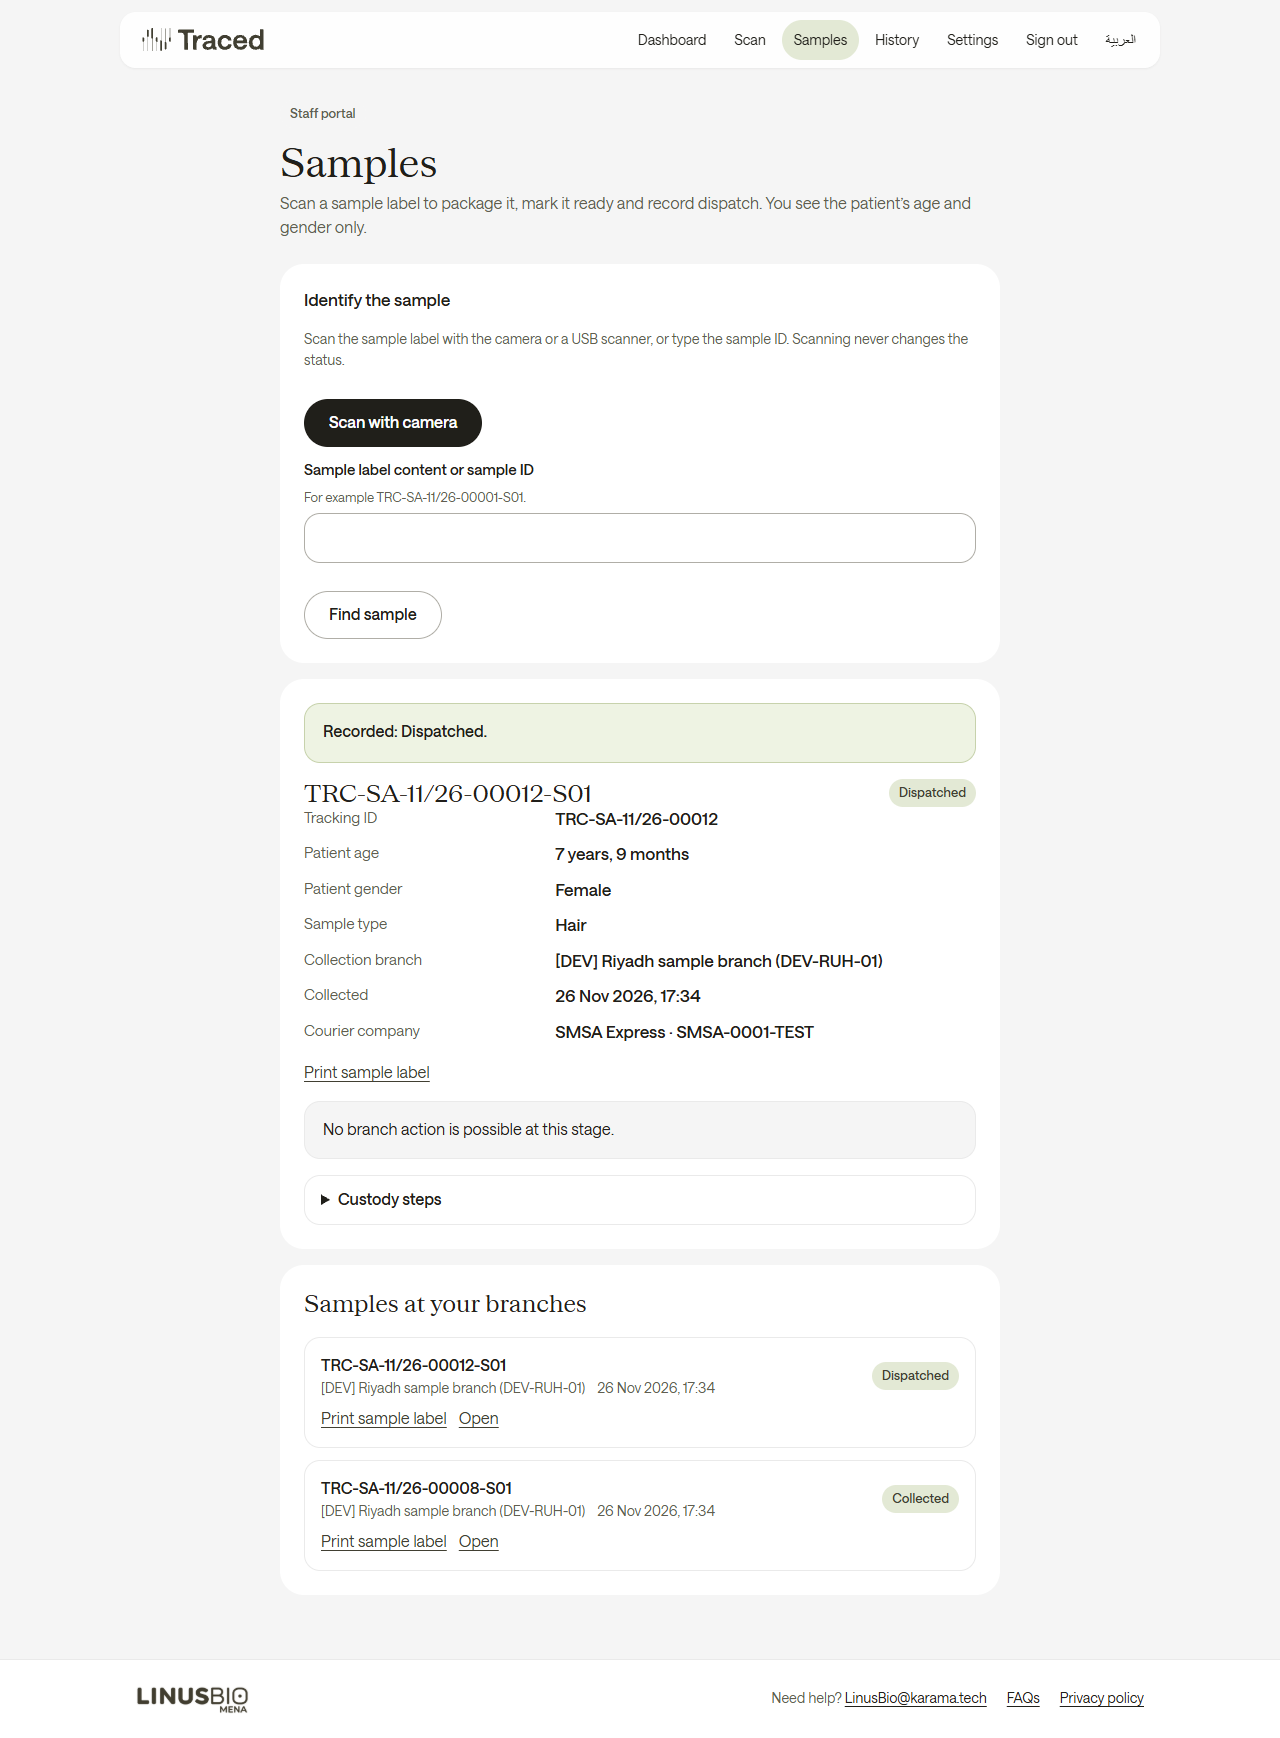 Traced
Dashboard Scan Samples History Settings Sign out العربية
Staff portal
Samples
Scan a sample label to package it, mark it ready and record dispatch. You see the patient’s age and
gender only.
Identify the sample
Scan the sample label with the camera or a USB scanner, or type the sample ID. Scanning never changes the
status.
Scan with camera
Sample label content or sample ID
For example TRC-SA-11/26-00001-S01.
Find sample
Recorded: Dispatched.
TRC-SA-11/26-00012-S01 Dispatched
Tracking ID TRC-SA-11/26-00012
Patient age 7 years, 9 months
Patient gender Female
Sample type Hair
Collection branch [DEV] Riyadh sample branch (DEV-RUH-01)
Collected 26 Nov 2026, 17:34
Courier company SMSA Express · SMSA-0001-TEST
Print sample label
No branch action is possible at this stage.
Custody steps
Samples at your branches
TRC-SA-11/26-00012-S01 Dispatched
[DEV] Riyadh sample branch (DEV-RUH-01) 26 Nov 2026, 17:34
Print sample label Open
TRC-SA-11/26-00008-S01 Collected
[DEV] Riyadh sample branch (DEV-RUH-01) 26 Nov 2026, 17:34
Print sample label Open
LINUSBIO
MENA
Need help? LinusBio@karama.tech FAQs Privacy policy